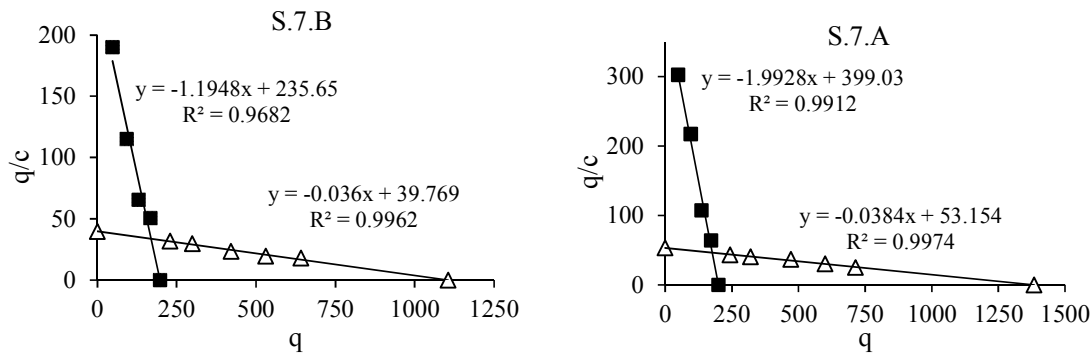 S.7.B
200
150
100
50
0
q/c
y = -1.1948x + 235.65
R² = 0.9682
y = -0.036x + 39.769
R² = 0.9962
0 250 500 750 1000 1250
q
S.7.A
300
200
100
0
q/c
y = -1.9928x + 399.03
R² = 0.9912
y = -0.0384x + 53.154
R² = 0.9974
0 250 500 750 1000 1250 1500
q